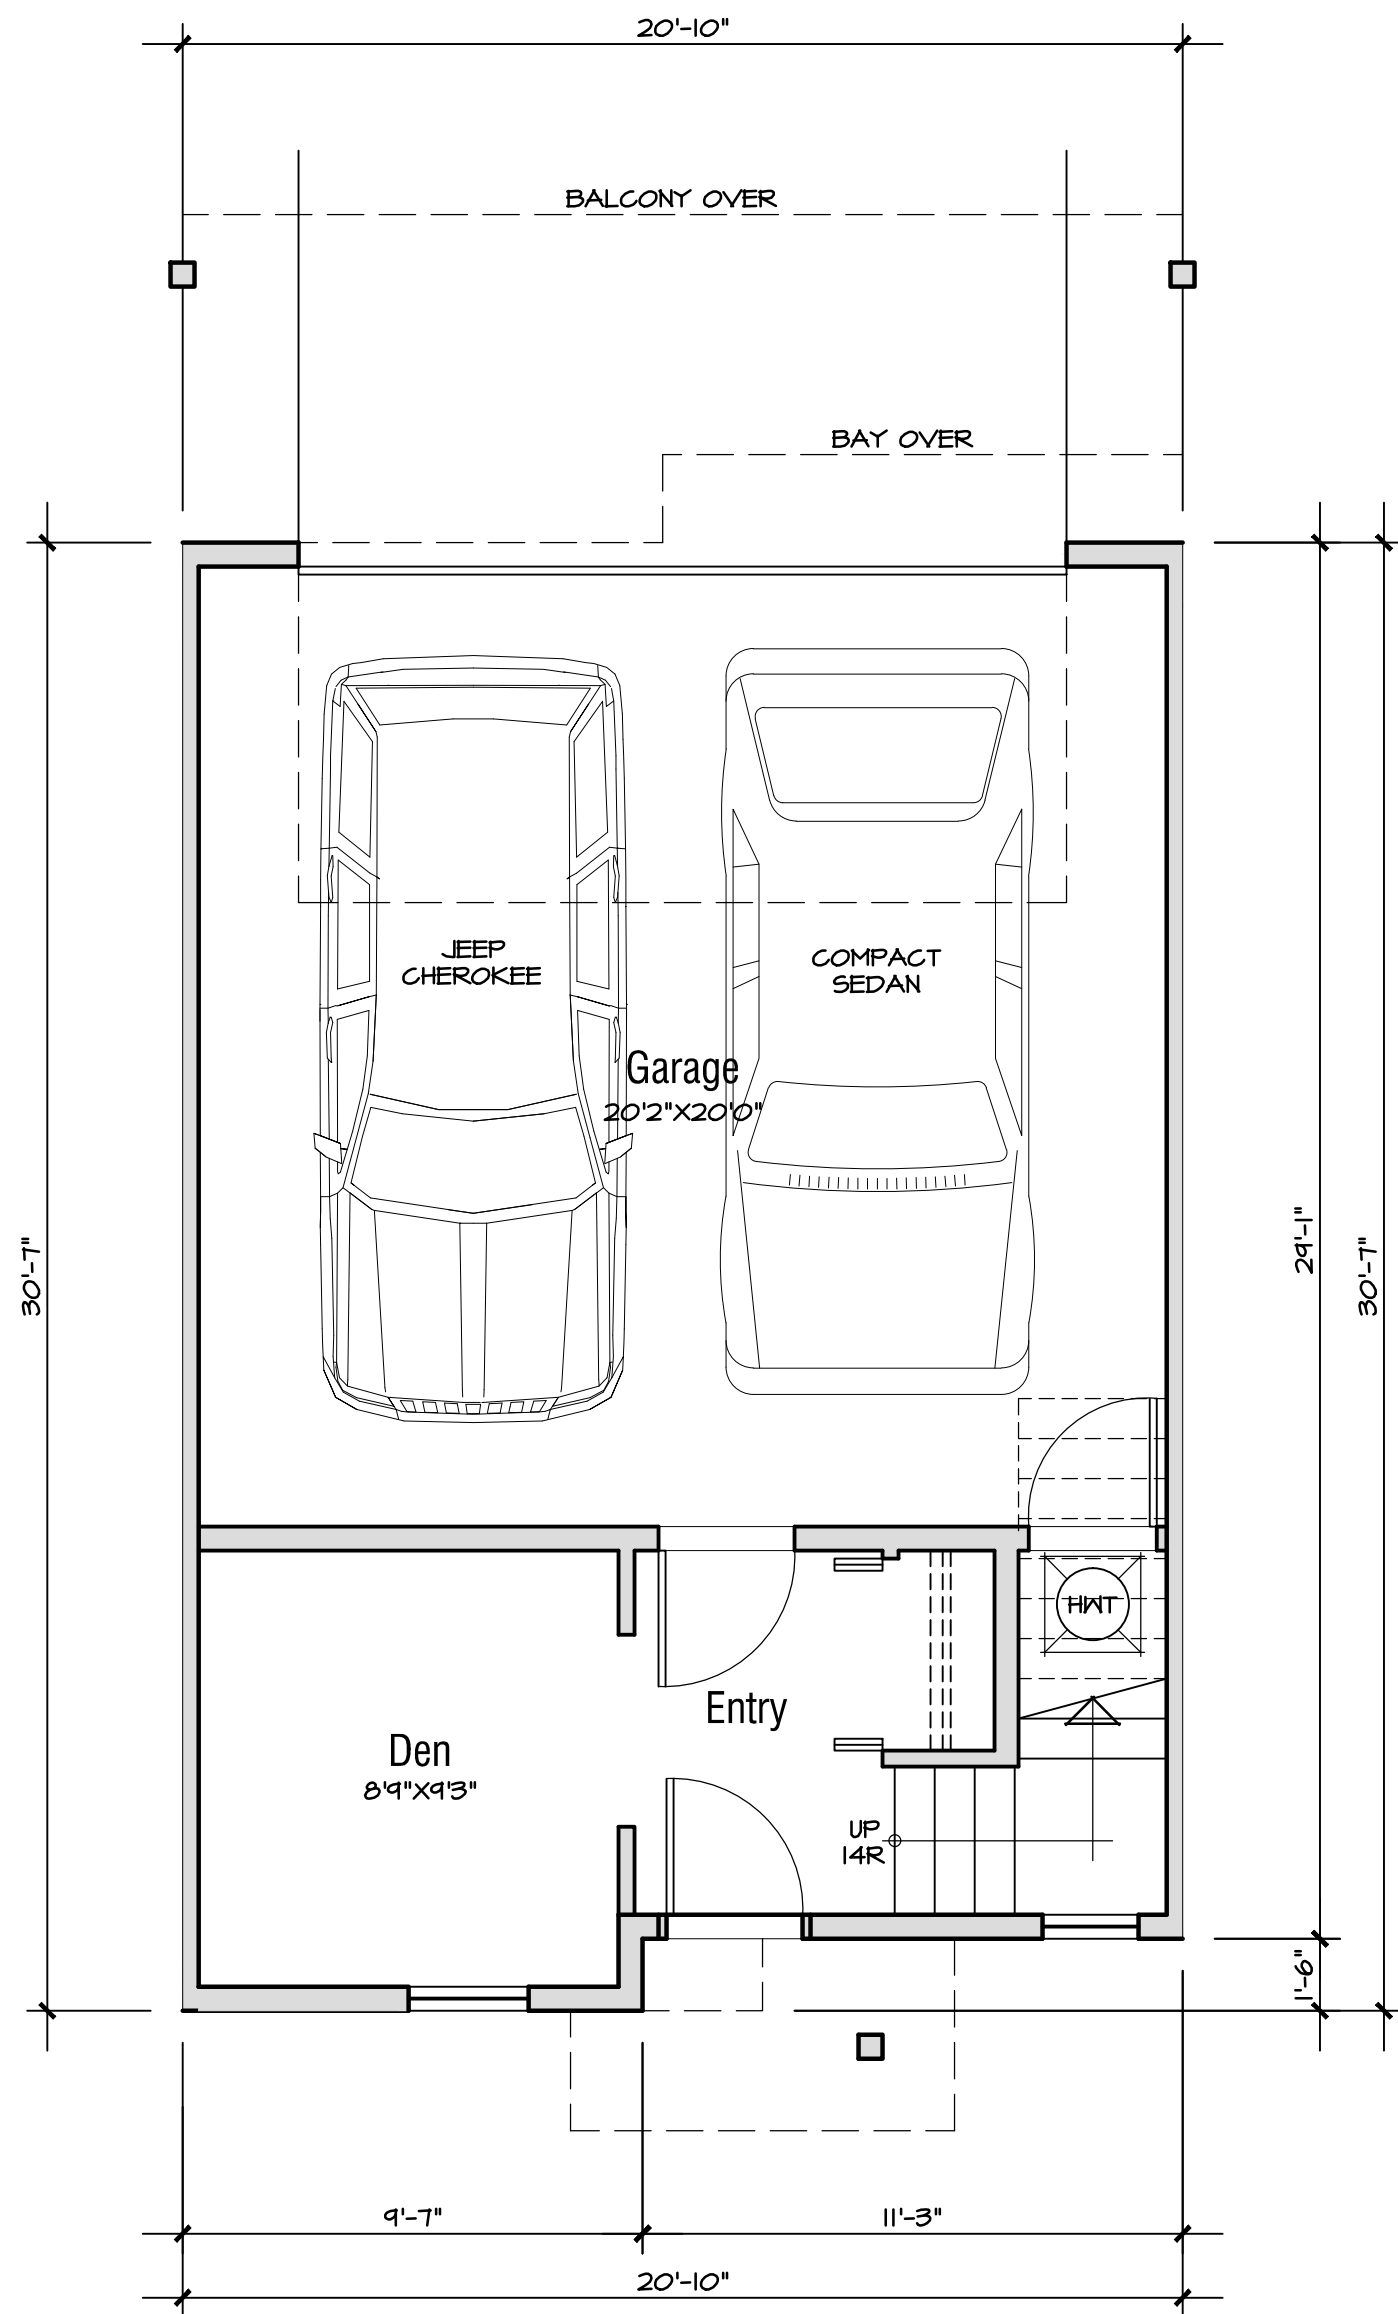 20'-10"
BALCONY OVER
BAY OVER
JEEP
CHEROKEE
COMPACT
SEDAN
Garage
20'2"X20'0"
30'-7"
29'-1"
30'-7"
HWT
Entry
Den
8'9"X9'3"
UP
14R
1'-6"
9'-7"
11'-3"
20'-10"